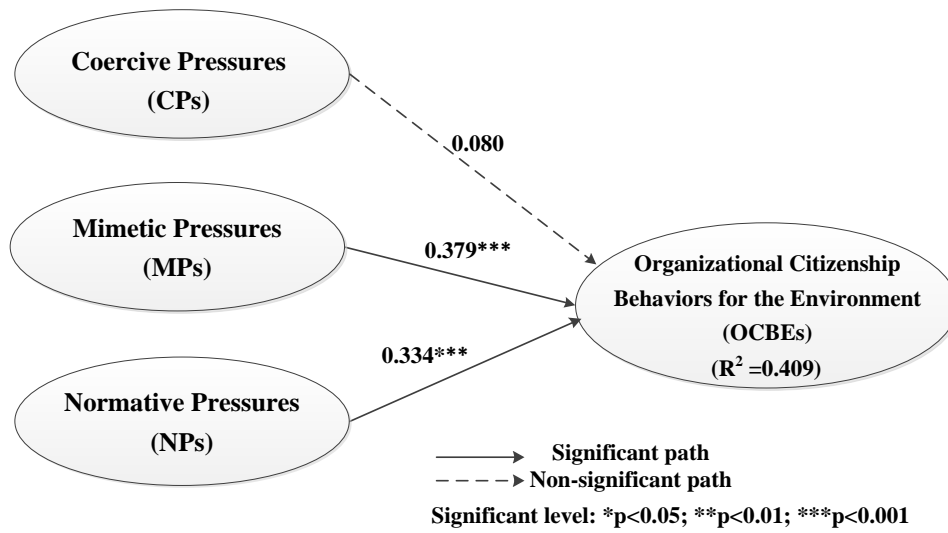 Coercive Pressures
(CPs)
0.080
Mimetic Pressures
(MPs)
0.379***
Organizational Citizenship
Behaviors for the Environment
(OCBEs)
(R² =0.409)
0.334***
Normative Pressures
(NPs)
Significant path
Non-significant path
Significant level: *p<0.05; **p<0.01; ***p<0.001